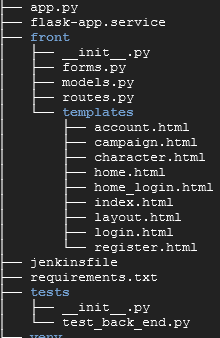 ├── app.py
├── flask-app.service
├── front
│   ├── __init__.py
│   ├── forms.py
│   ├── models.py
│   ├── routes.py
│   └── templates
│       ├── account.html
│       ├── campaign.html
│       ├── character.html
│       ├── home.html
│       ├── home_login.html
│       ├── index.html
│       ├── layout.html
│       ├── login.html
│       └── register.html
├── jenkinsfile
├── requirements.txt
├── tests
│   ├── __init__.py
│   └── test_back_end.py